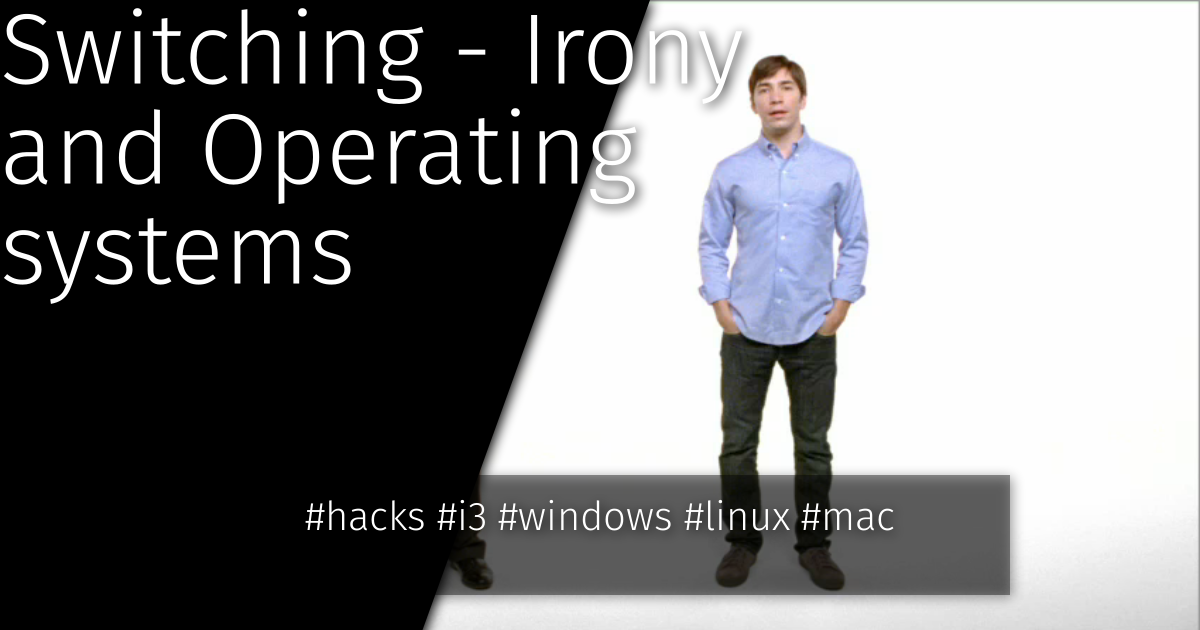 Switching - Irony
and Operating
systems
#hacks #i3 #windows #linux #mac